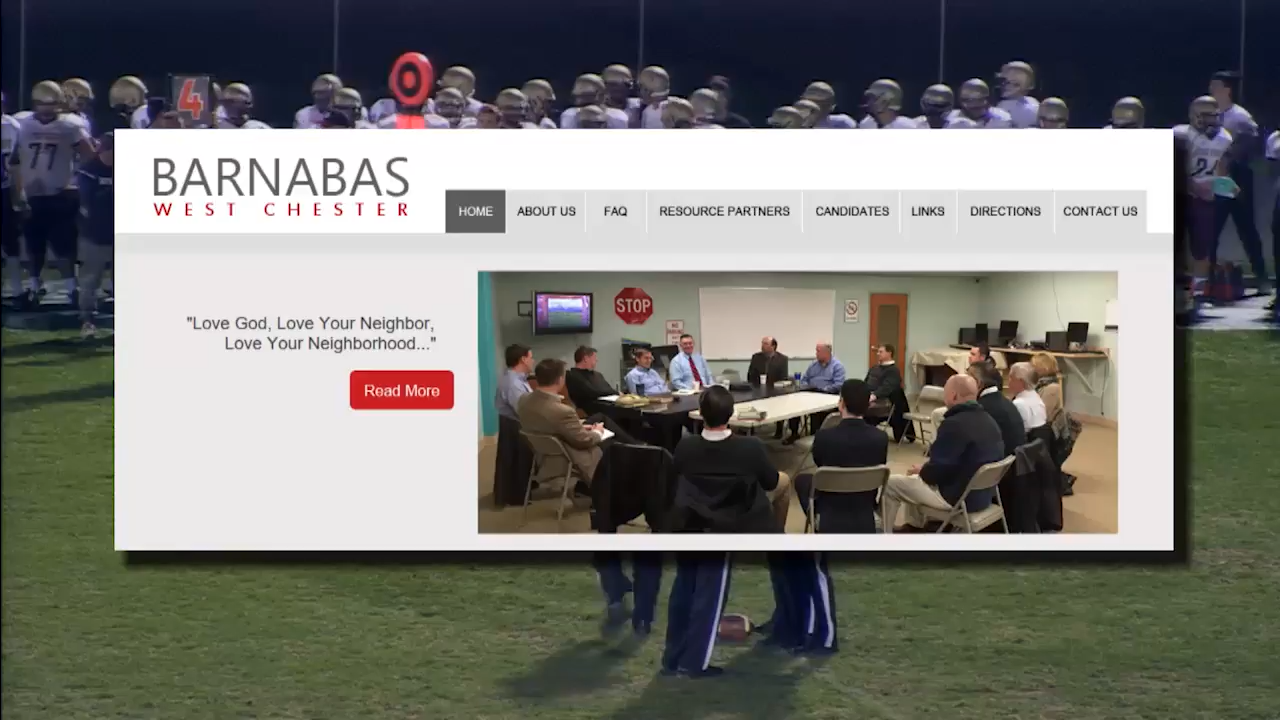 4
77
BARNABAS
WEST CHESTER
HOME
ABOUT US
FAQ
RESOURCE PARTNERS
CANDIDATES
LINKS
DIRECTIONS
CONTACT US
"Love God, Love Your Neighbor,
Love Your Neighborhood..."
Read More
STOP